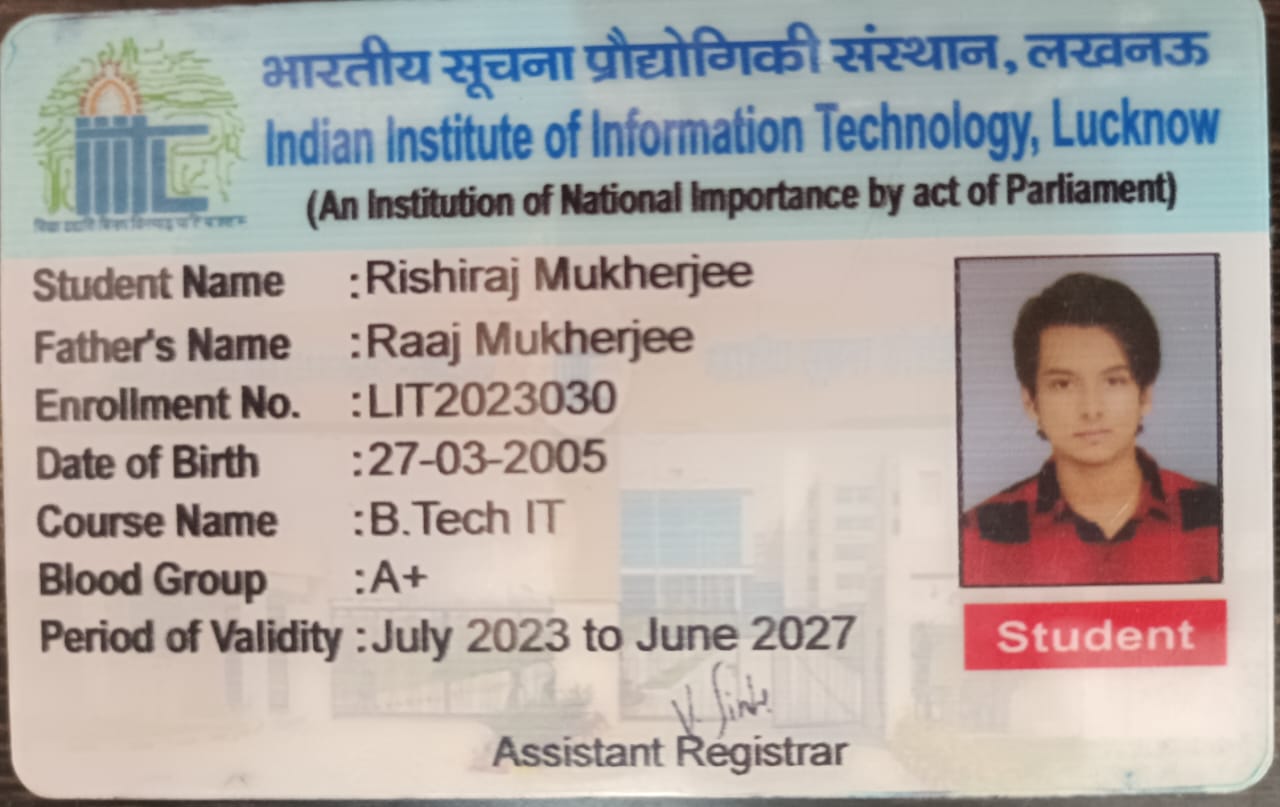 भारतीय सूचना प्रौद्योगिकी संस्थान, लखनऊ
Indian Institute of Information Technology, Lucknow
(An Institution of National Importance by act of Parliament)
Student Name :Rishiraj Mukherjee
Father's Name :Raaj Mukherjee
Enrollment No. :LIT2023030
Date of Birth :27-03-2005
Course Name :B.Tech IT
Blood Group :A+
Period of Validity :July 2023 to June 2027
Student
Assistant Registrar